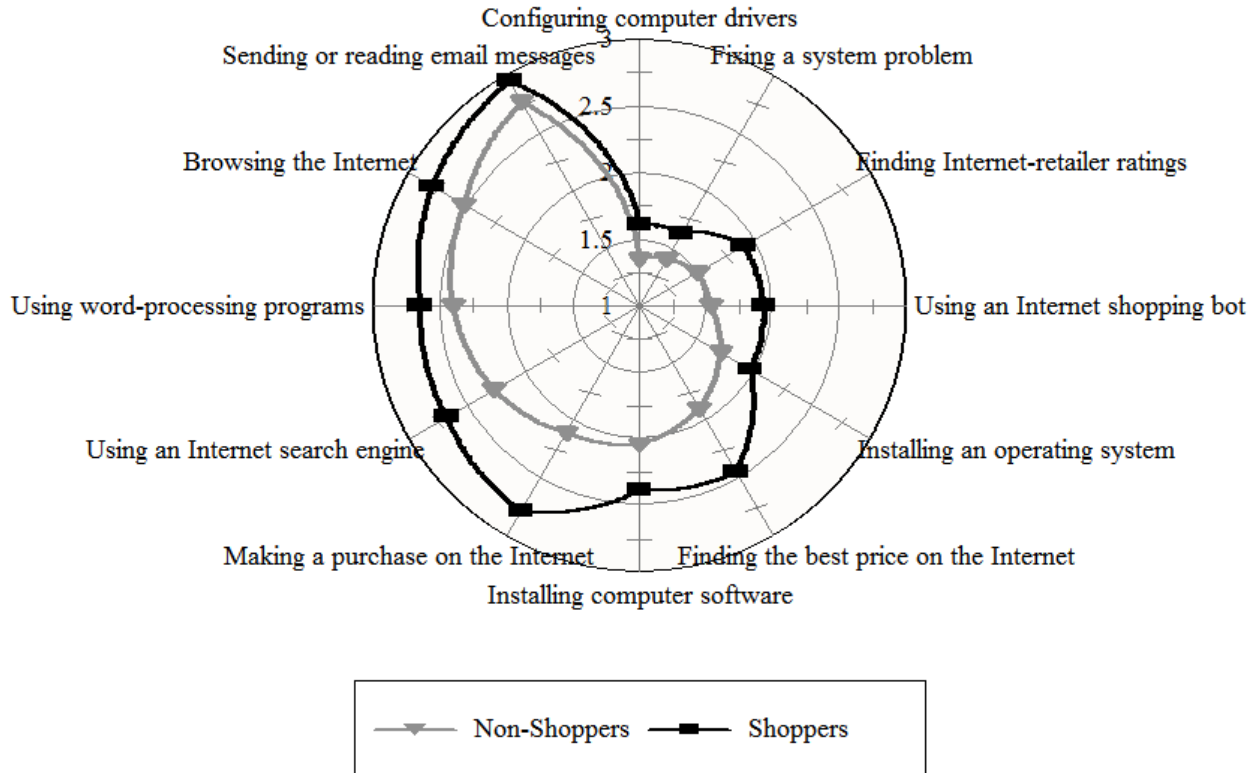 Configuring computer drivers
3
Sending or reading email messages
Fixing a system problem
2.5
Browsing the Internet
2
Finding Internet-retailer ratings
1.5
Using word-processing programs
1
Using an Internet shopping bot
Using an Internet search engine
Installing an operating system
Making a purchase on the Internet
Finding the best price on the Internet
Installing computer software
Non-Shoppers
Shoppers